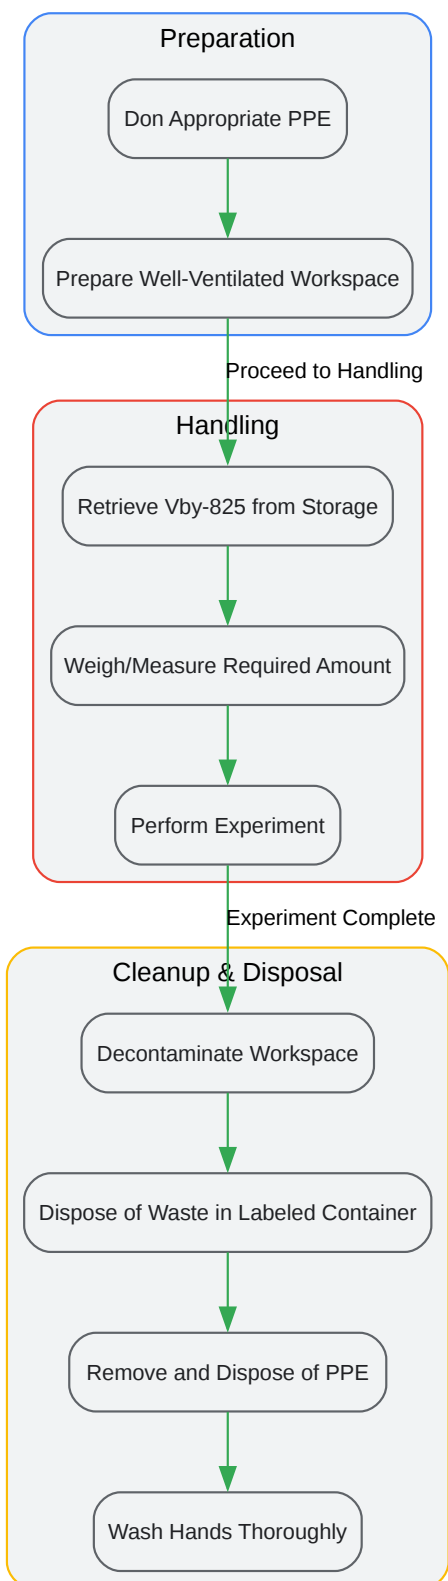 Preparation
Don Appropriate PPE
Prepare Well-Ventilated Workspace
Proceed to Handling
Handling
Retrieve Vby-825 from Storage
Weigh/Measure Required Amount
Perform Experiment
Experiment Complete
Cleanup & Disposal
Decontaminate Workspace
Dispose of Waste in Labeled Container
Remove and Dispose of PPE
Wash Hands Thoroughly